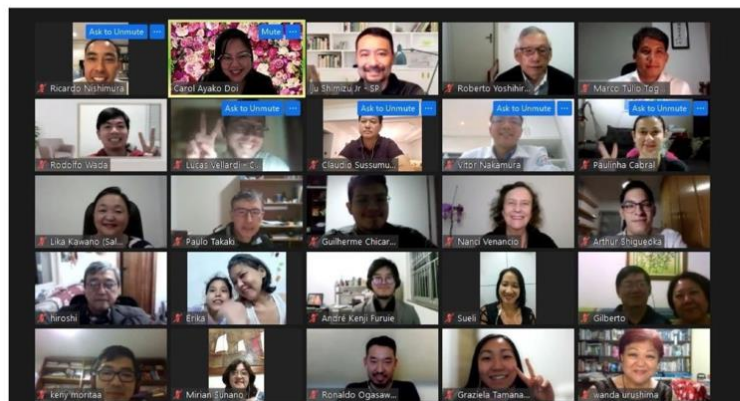 Ask to Unmute ...
Mute ...
Ricardo Nishimura
Carol Ayako Doi
Ju Shimizu Jr - SP
Roberto Yoshihir...
Marco Tulio Tog...
Ask to Unmute ...
Ask to Unmute ...
Ask to Unmute ...
Ask to Unmute ...
Rodolfo Wada
Lucas Vellardi - C...
Claudio Sussumu...
Vitor Nakamura
Paulinha Cabral
Lika Kawano (Sal...
Paulo Takaki
Guilherme Chicar...
Nanci Venancio
Arthur Shigueoka
hiroshi
Erika
André Kenji Furuie
Sueli
Gilberto
keny moritaa
Mirian Sunano
Ronaldo Ogasaw...
Graziela Tamana...
wanda urushima